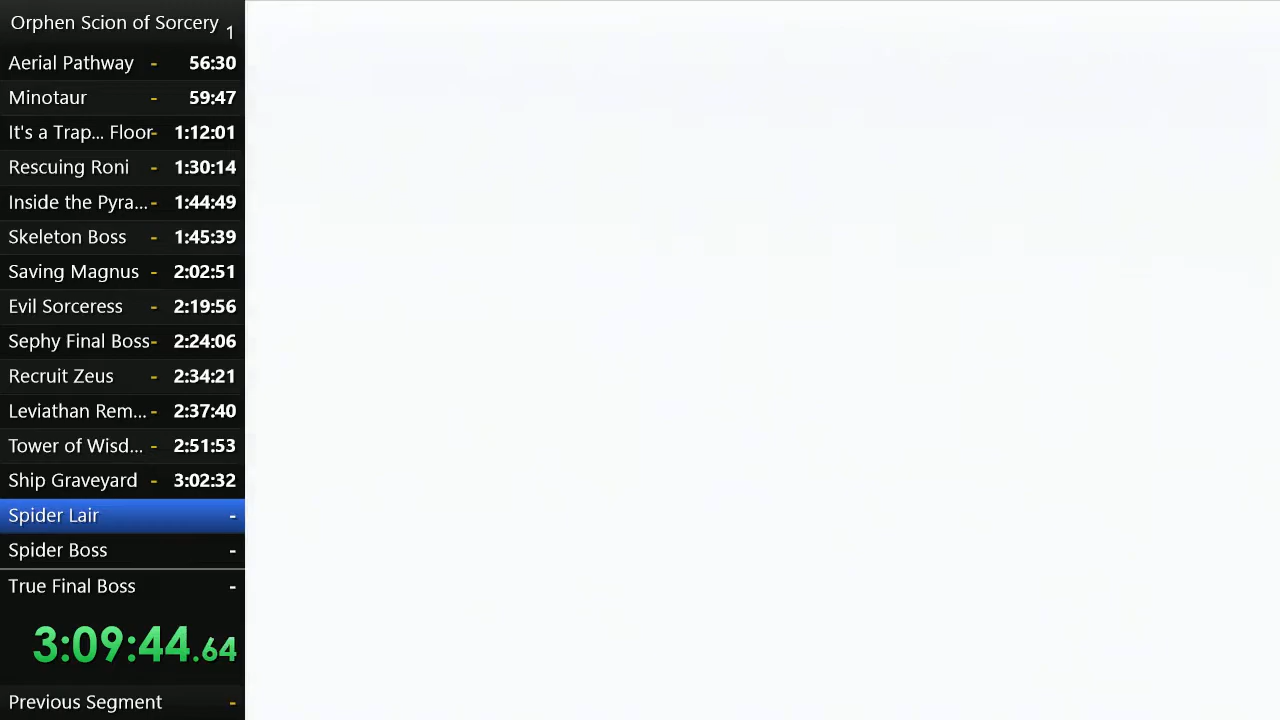 Orphen Scion of Sorcery
1
Aerial Pathway - 56:30
Minotaur - 59:47
It's a Trap... Floor- 1:12:01
Rescuing Roni - 1:30:14
Inside the Pyra... - 1:44:49
Skeleton Boss - 1:45:39
Saving Magnus - 2:02:51
Evil Sorceress - 2:19:56
Sephy Final Boss- 2:24:06
Recruit Zeus - 2:34:21
Leviathan Rem... - 2:37:40
Tower of Wisd... - 2:51:53
Ship Graveyard - 3:02:32
Spider Lair -
Spider Boss -
True Final Boss -
3:09:44.64
Previous Segment -